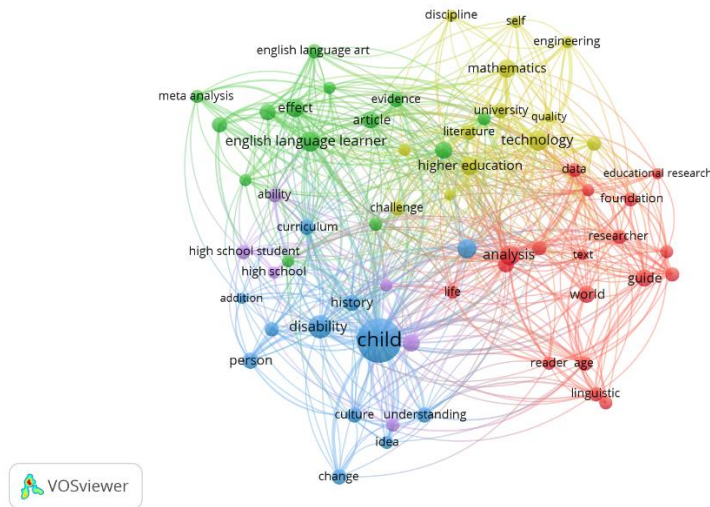 discipline
self
english language art
engineering
mathematics
meta analysis
effect
evidence
university
quality
article
literature
english language learner
technology
higher education
data
educational research
ability
foundation
challenge
curriculum
researcher
high school student
analysis
text
high school
guide
addition
history
life
world
disability
child
person
reader
age
linguistic
culture
understanding
idea
change
VOSviewer